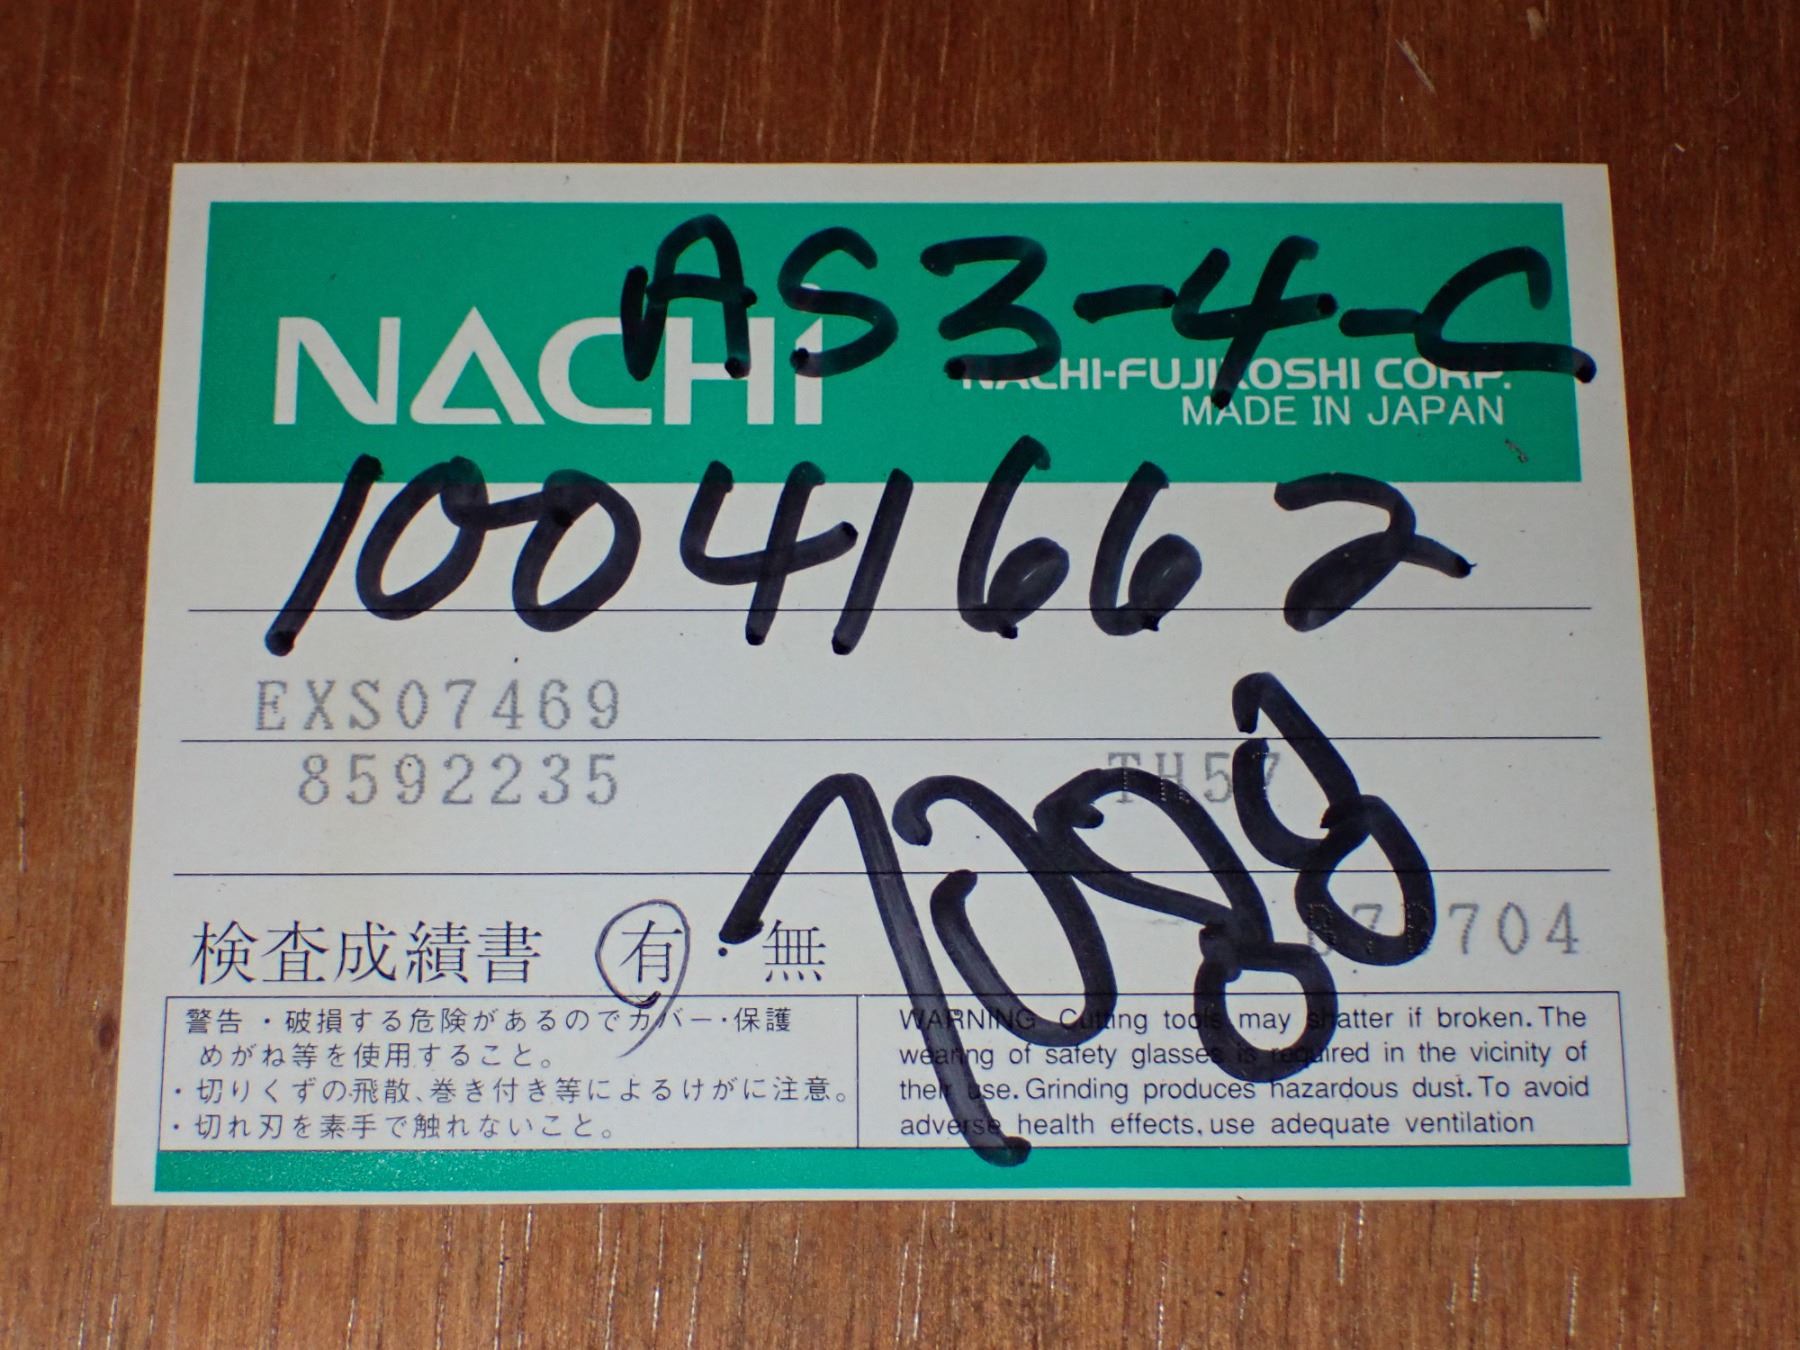 AS3-4-C
NACHi
NACHI-FUJIKOSHI CORP.
MADE IN JAPAN
10041662
EXS07469
8592235
TH57
7088
704
検査成績書 有・無
警告・破損する危険があるのでカバー・保護
めがね等を使用すること。
・切りくずの飛散、巻き付き等によるけがに注意。
・切れ刃を素手で触れないこと。
WARNING Cutting tools may shatter if broken. The
wearing of safety glasses is required in the vicinity of
their use. Grinding produces hazardous dust. To avoid
adverse health effects, use adequate ventilation